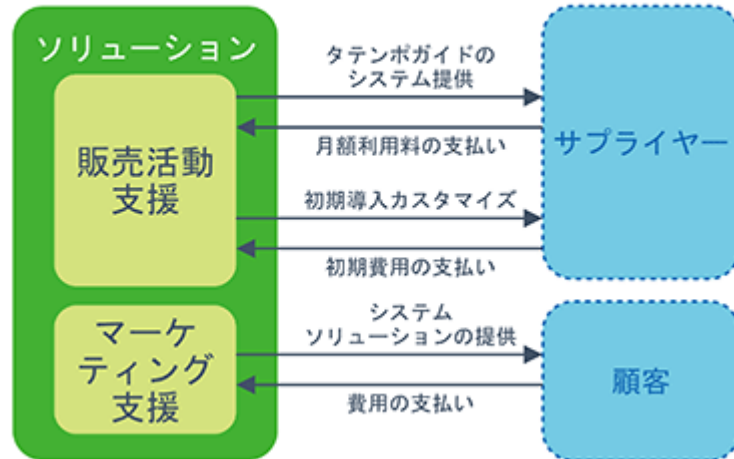 ソリューション
販売活動
支援
マーケ
ティング
支援
タテンポガイドの
システム提供
月額利用料の支払い
初期導入カスタマイズ
初期費用の支払い
システム
ソリューションの提供
費用の支払い
サプライヤー
顧客